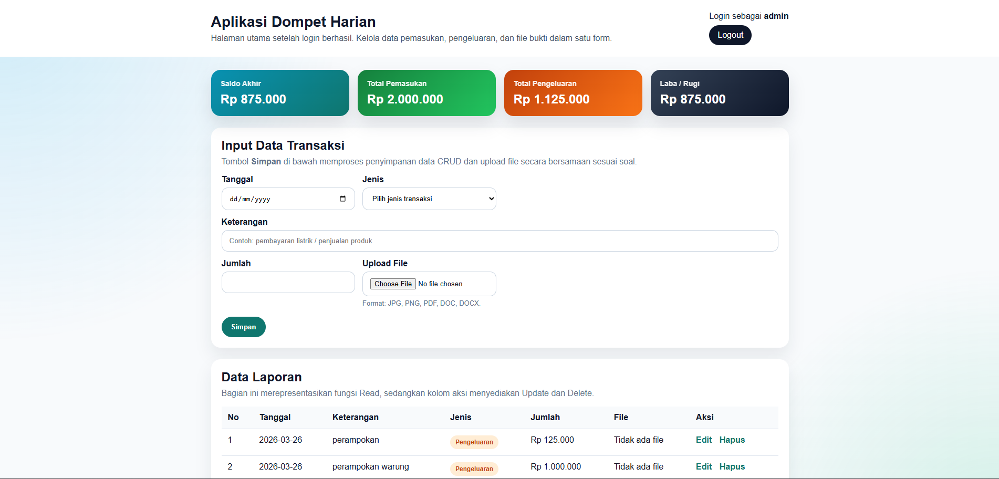 Aplikasi Dompet Harian
Halaman utama setelah login berhasil. Kelola data pemasukan, pengeluaran, dan file bukti dalam satu form.
Login sebagai admin
Logout
Saldo Akhir
Rp 875.000
Total Pemasukan
Rp 2.000.000
Total Pengeluaran
Rp 1.125.000
Laba / Rugi
Rp 875.000
Input Data Transaksi
Tombol Simpan di bawah memproses penyimpanan data CRUD dan upload file secara bersamaan sesuai soal.
Tanggal
dd/mm/yyyy
Jenis
Pilih jenis transaksi
Keterangan
Contoh: pembayaran listrik / penjualan produk
Jumlah
Upload File
Choose File No file chosen
Format: JPG, PNG, PDF, DOC, DOCX.
Simpan
Data Laporan
Bagian ini merepresentasikan fungsi Read, sedangkan kolom aksi menyediakan Update dan Delete.
No Tanggal Keterangan Jenis Jumlah File Aksi
1 2026-03-26 perampokan Pengeluaran Rp 125.000 Tidak ada file Edit Hapus
2 2026-03-26 perampokan warung Pengeluaran Rp 1.000.000 Tidak ada file Edit Hapus